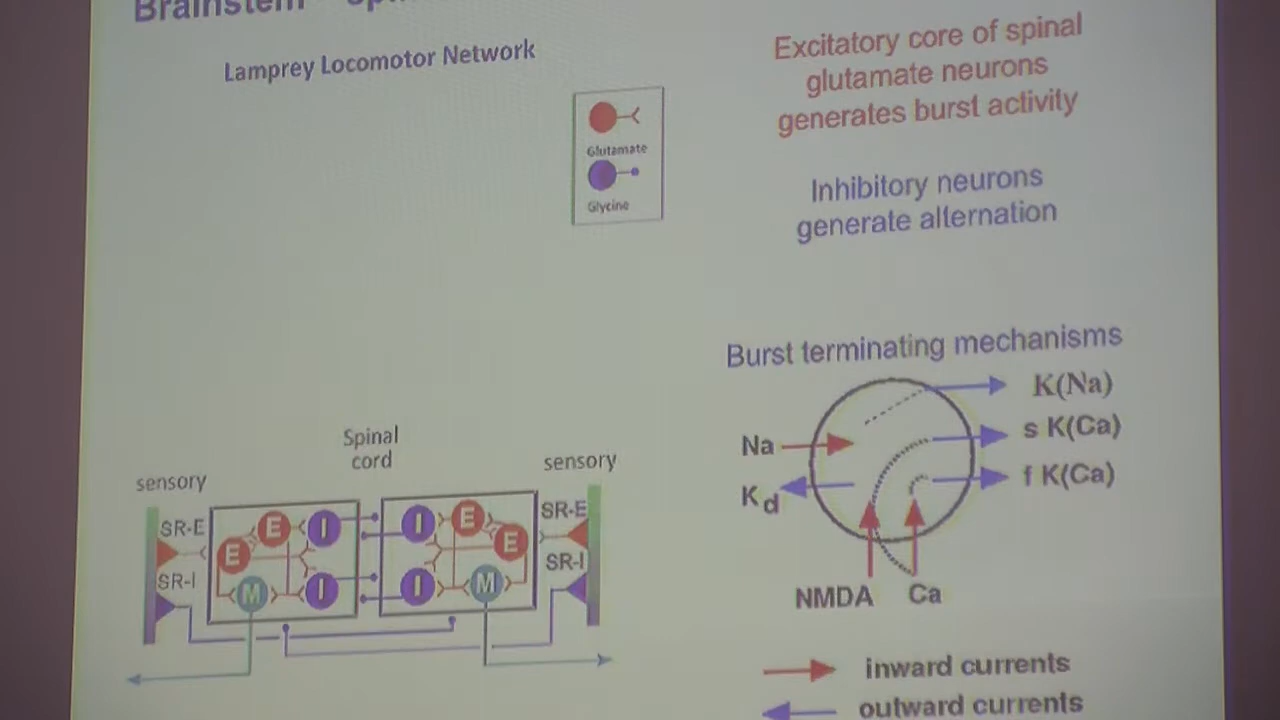 Brainstem
Lamprey Locomotor Network
Glutamate
Glycine
Excitatory core of spinal
glutamate neurons
generates burst activity
Inhibitory neurons
generate alternation
Burst terminating mechanisms
K(Na)
Na
s K(Ca)
Kd
f K(Ca)
NMDA Ca
inward currents
outward currents
Spinal
cord
sensory
sensory
SR-E
SR-I
E E I
M I
I E E
I M
SR-E
SR-I